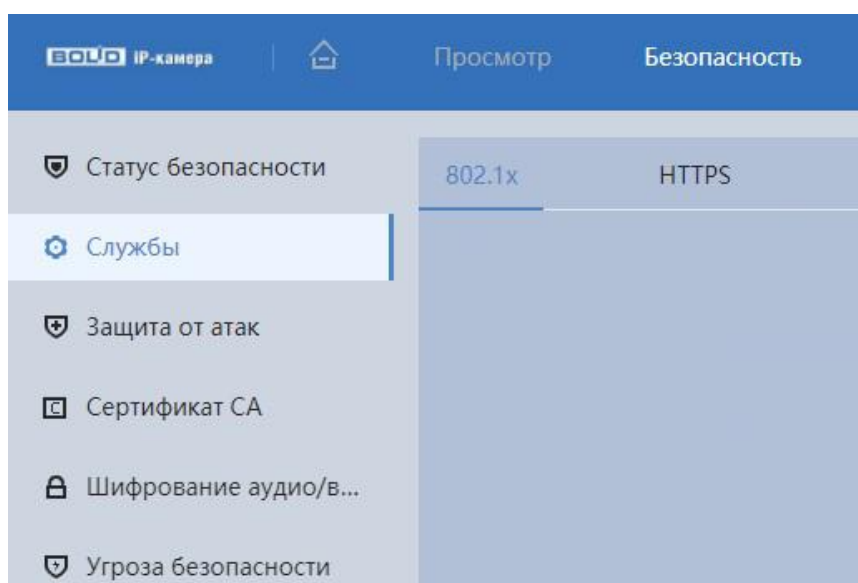 BOLID IP-камера Просмотр Безопасность
Статус безопасности
802.1x HTTPS
Службы
Защита от атак
C Сертификат CA
Шифрование аудио/в...
Угроза безопасности